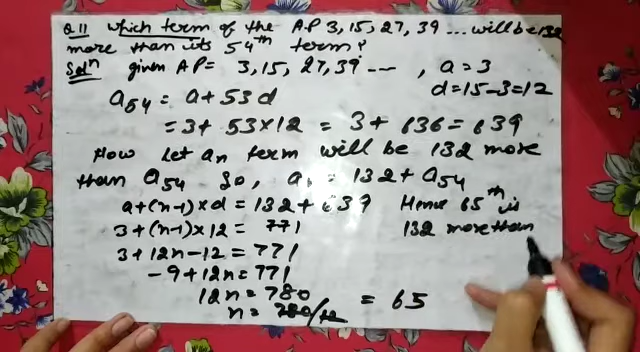 Q.11 which term of the A.P 3, 15, 27, 39 ... will be 132
more than its 54th term?
Soln given AP = 3, 15, 27, 39 ---- , a = 3
d = 15-3 = 12
a54 = a + 53d
= 3 + 53×12 = 3 + 636 = 639
Now let an term will be 132 more
than a54 So, an = 132 + a54
a+(n-1)×d = 132 + 639 Hence 65th is
3+(n-1)×12 = 771 132 more than
3+12n-12 = 771
-9+12n = 771
12n = 780
n = 780/12 = 65